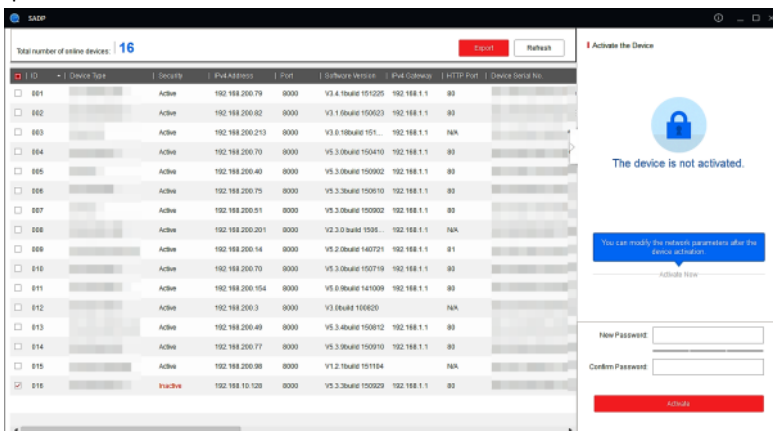 SADP
Total number of online devices: 16 Export Refresh
ID Device Type Security IPv4 Address Port Software Version IPv4 Gateway HTTP Port Device Serial No.
001 Active 192.168.200.79 8000 V3.4.1build 151225 192.168.1.1 80
002 Active 192.168.200.82 8000 V3.1.6build 150623 192.168.1.1 80
003 Active 192.168.200.213 8000 V3.0.18build 151... 192.168.1.1 N/A
004 Active 192.168.200.70 8000 V5.3.0build 150410 192.168.1.1 80
005 Active 192.168.200.40 8000 V5.3.0build 150902 192.168.1.1 80
006 Active 192.168.200.75 8000 V5.3.3build 150610 192.168.1.1 80
007 Active 192.168.200.51 8000 V5.3.0build 150902 192.168.1.1 80
008 Active 192.168.200.201 8000 V2.3.0 build 1506... 192.168.1.1 N/A
009 Active 192.168.200.14 8000 V5.2.0build 140721 192.168.1.1 81
010 Active 192.168.200.70 8000 V5.3.0build 150719 192.168.1.1 80
011 Active 192.168.200.154 8000 V5.0.9build 141009 192.168.1.1 80
012 Active 192.168.200.3 8000 V3.0build 100820 N/A
013 Active 192.168.200.49 8000 V5.3.4build 150812 192.168.1.1 80
014 Active 192.168.200.77 8000 V5.3.9build 150910 192.168.1.1 80
015 Active 192.168.200.98 8000 V1.2.1build 151104 N/A
016 Inactive 192.168.10.128 8000 V5.3.3build 150929 192.168.1.1 80
Activate the Device
The device is not activated.
You can modify the network parameters after the
device activation.
Activate Now
New Password:
Confirm Password:
Activate